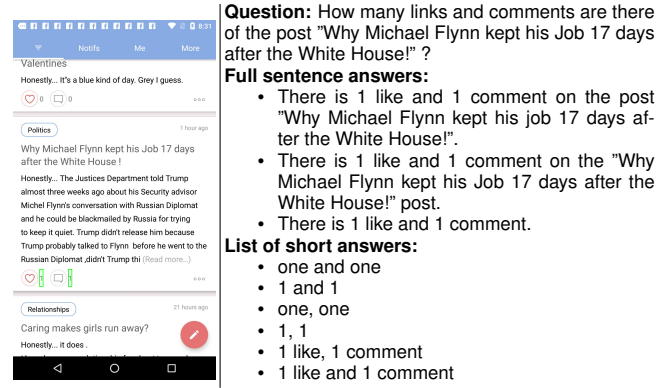 8:31
Notifs Me More
Valentines
Honestly... It"s a blue kind of day. Grey I guess.
0 0
Politics 1 hour ago
Why Michael Flynn kept his Job 17 days
after the White House !
Honestly... The Justices Department told Trump
almost three weeks ago about his Security advisor
Michel Flynn's conversation with Russian Diplomat
and he could be blackmailed by Russia for trying
to keep it quiet. Trump didn't release him because
Trump probably talked to Flynn before he went to the
Russian Diplomat ,didn't Trump thi (Read more...)
1 1
Relationships 21 hours ago
Caring makes girls run away?
Honestly... it does .
Question: How many links and comments are there
of the post "Why Michael Flynn kept his Job 17 days
after the White House!" ?
Full sentence answers:
• There is 1 like and 1 comment on the post
"Why Michael Flynn kept his job 17 days af-
ter the White House!".
• There is 1 like and 1 comment on the "Why
Michael Flynn kept his Job 17 days after the
White House!" post.
• There is 1 like and 1 comment.
List of short answers:
• one and one
• 1 and 1
• one, one
• 1, 1
• 1 like, 1 comment
• 1 like and 1 comment